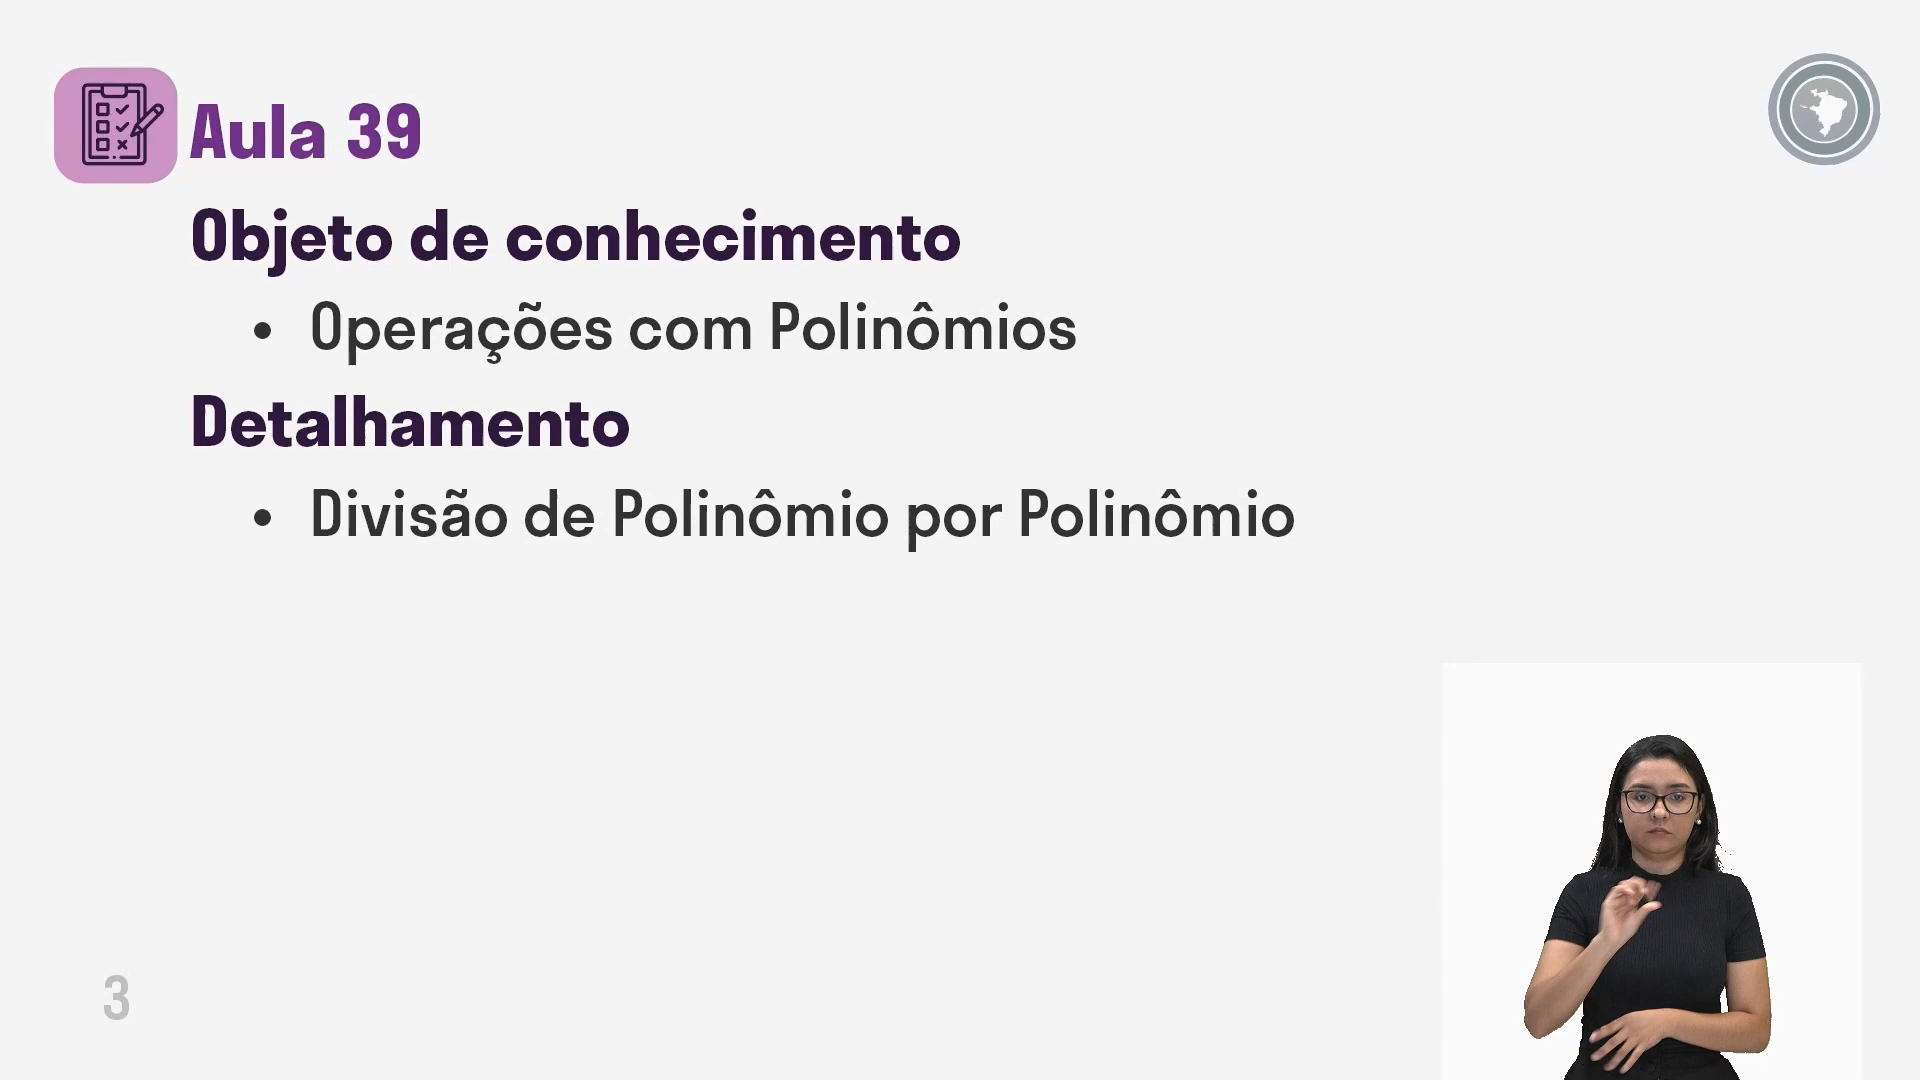 Aula 39
Objeto de conhecimento
• Operações com Polinômios
Detalhamento
• Divisão de Polinômio por Polinômio
3